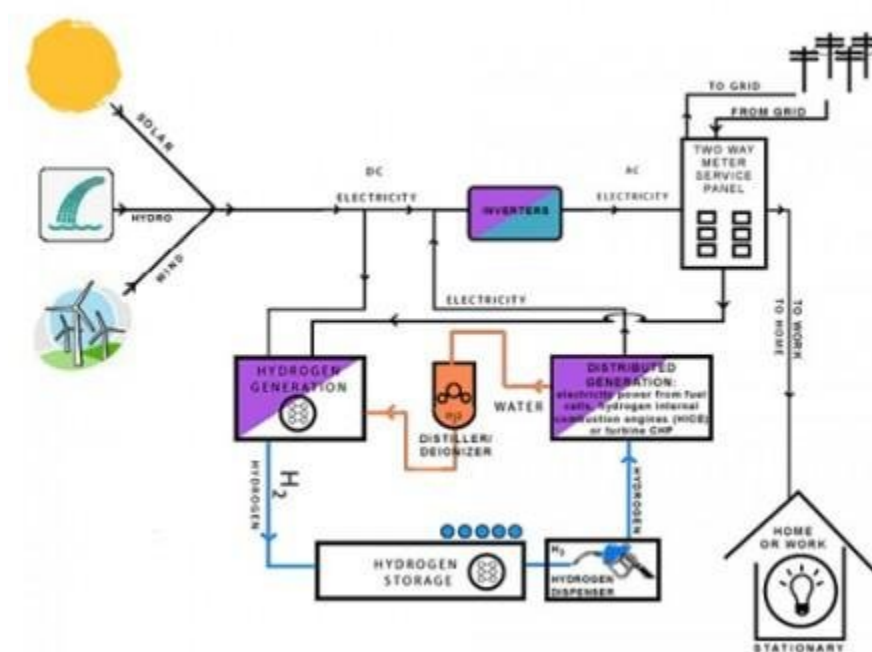 SOLAR
HYDRO
WIND
DC
ELECTRICITY
INVERTERS
AC
ELECTRICITY
TO GRID
FROM GRID
TWO WAY
METER
SERVICE
PANEL
TO HOME
TO WORK
ELECTRICITY
HYDROGEN
GENERATION
DISTILLER/
DEIONIZER
WATER
DISTRIBUTED
GENERATION:
electricity power from fuel
cells, hydrogen internal
combustion engines (HICE)
or turbine CHP
H2
HYDROGEN
HYDROGEN
STORAGE
H2
HYDROGEN
DISPENSER
HYDROGEN
HOME
OR WORK
STATIONARY